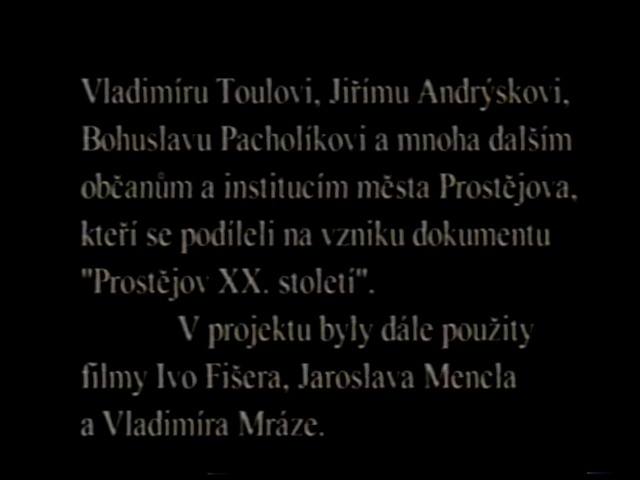 Vladimíru Toulovi, Jiřímu Andrýskovi,
Bohuslavu Pacholíkovi a mnoha dalším
občanům a institucím města Prostějova,
kteří se podíleli na vzniku dokumentu
"Prostějov XX. století".
V projektu byly dále použity
filmy Ivo Fišera, Jaroslava Mencla
a Vladimíra Mráze.